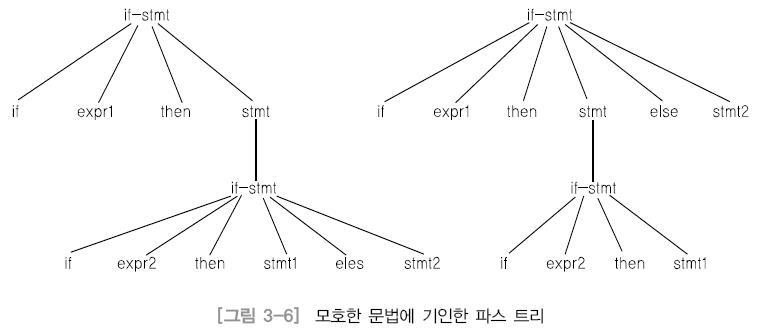 if-stmt if-stmt
if expr1 then stmt if expr1 then stmt else stmt2
if-stmt if-stmt
if expr2 then stmt1 eles stmt2 if expr2 then stmt1
[그림 3-6] 모호한 문법에 기인한 파스 트리